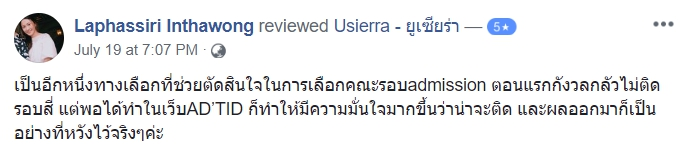 Laphassiri Inthawong reviewed Usierra - ยูเซียร่า — 5★
July 19 at 7:07 PM ·
เป็นอีกหนึ่งทางเลือกที่ช่วยตัดสินใจในการเลือกคณะรอบadmission ตอนแรกกังวลกลัวไม่ติด
รอบสี่ แต่พอได้ทำในเว็บAD'TID ก็ทำให้มีความมั่นใจมากขึ้นว่าน่าจะติด และผลออกมาก็เป็น
อย่างที่หวังไว้จริงๆค่ะ